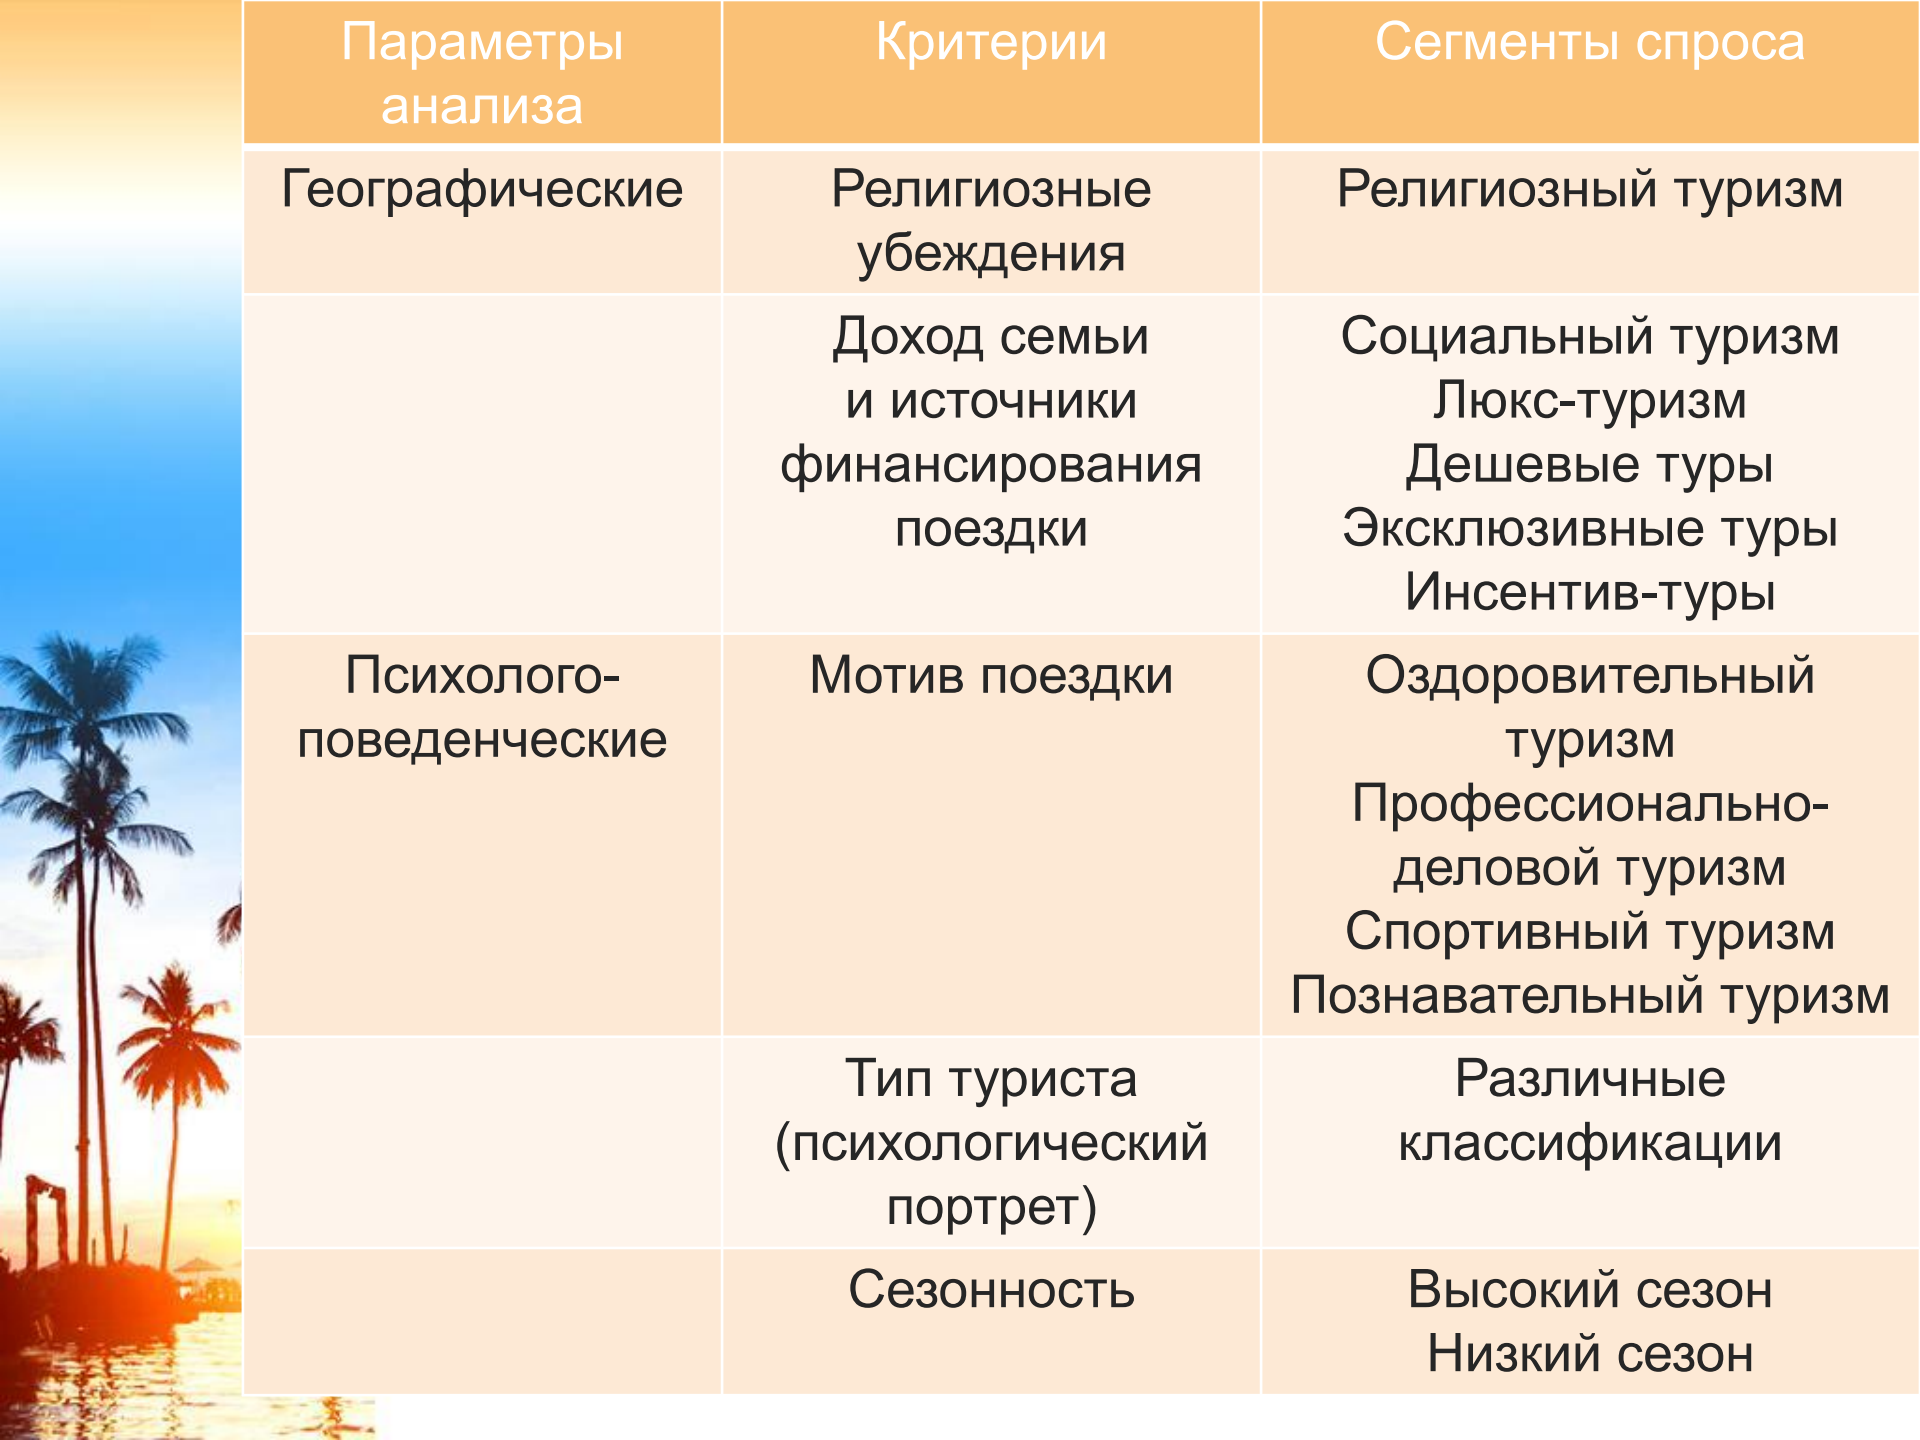 Параметры
анализа
Критерии
Сегменты спроса
Географические
Религиозные
убеждения
Религиозный туризм
Доход семьи
и источники
финансирования
поездки
Социальный туризм
Люкс-туризм
Дешевые туры
Эксклюзивные туры
Инсентив-туры
Психолого-
поведенческие
Мотив поездки
Оздоровительный
туризм
Профессионально-
деловой туризм
Спортивный туризм
Познавательный туризм
Тип туриста
(психологический
портрет)
Различные
классификации
Сезонность
Высокий сезон
Низкий сезон